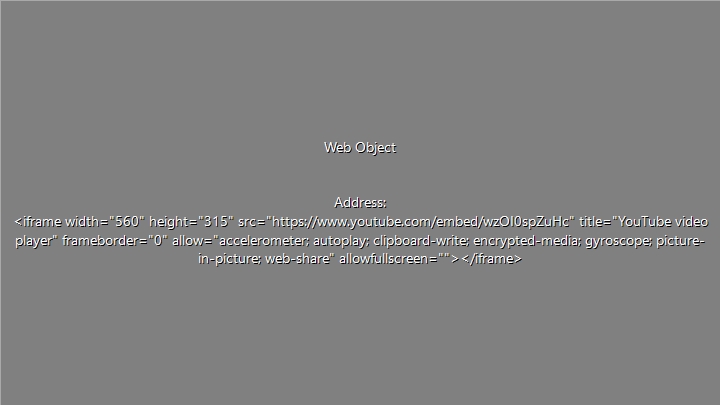 Web Object
Address:
<iframe width="560" height="315" src="https://www.youtube.com/embed/wzOI0spZuHc" title="YouTube video
player" frameborder="0" allow="accelerometer; autoplay; clipboard-write; encrypted-media; gyroscope; picture-
in-picture; web-share" allowfullscreen=""></iframe>